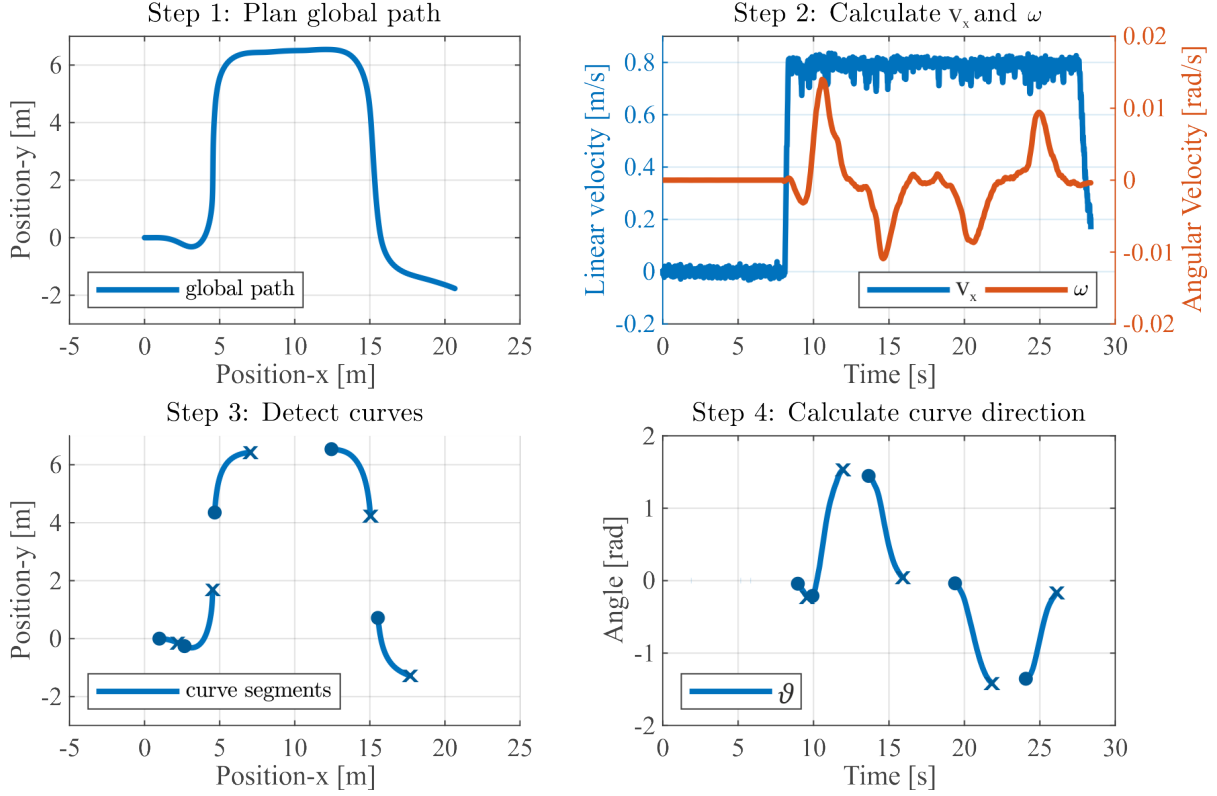 Step 1: Plan global path
Position-y [m]
6
4
2
0
-2
global path
-5 0 5 10 15 20 25
Position-x [m]
Step 2: Calculate vₓ and ω
Linear velocity [m/s]
0.8
0.6
0.4
0.2
0
-0.2
vₓ ω
0.02
0.01
0
-0.01
-0.02
Angular Velocity [rad/s]
0 5 10 15 20 25 30
Time [s]
Step 3: Detect curves
Position-y [m]
6
4
2
0
-2
curve segments
-5 0 5 10 15 20 25
Position-x [m]
Step 4: Calculate curve direction
Angle [rad]
2
1
0
-1
-2
ϑ
0 5 10 15 20 25 30
Time [s]